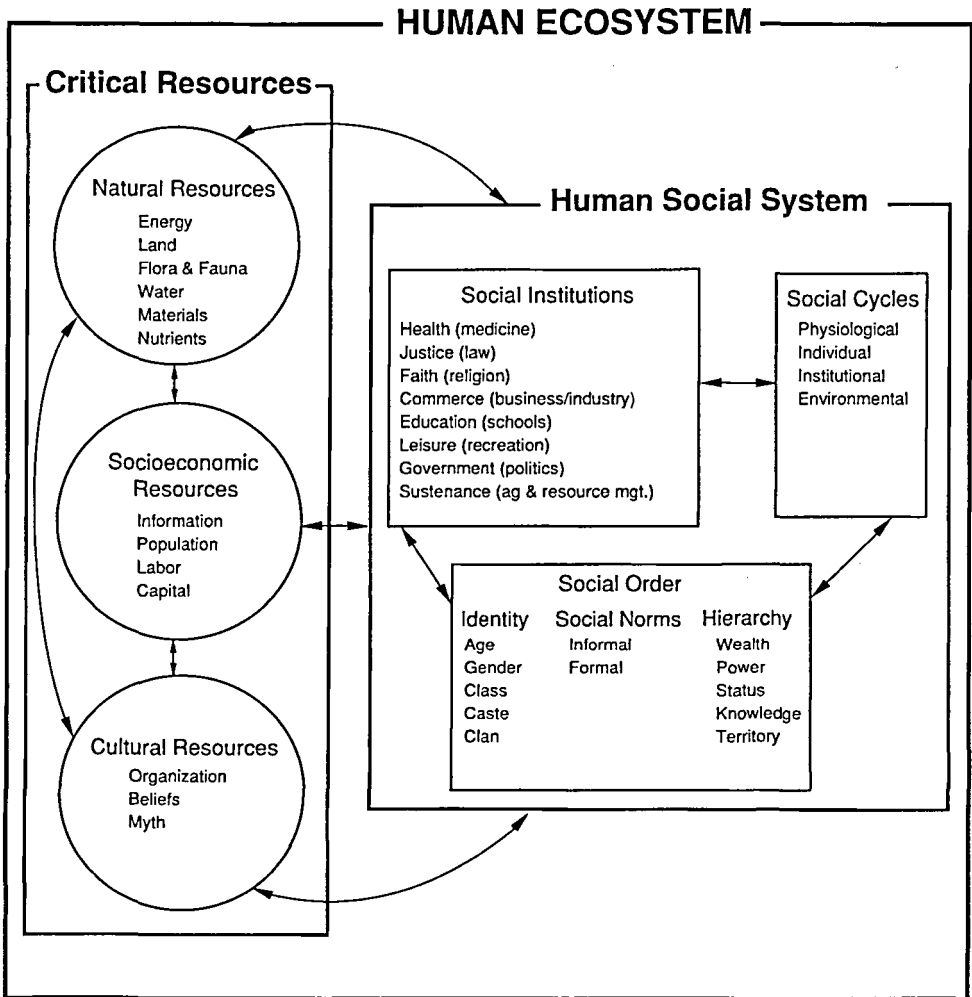 HUMAN ECOSYSTEM
Critical Resources
Natural Resources
Energy
Land
Flora & Fauna
Water
Materials
Nutrients
Socioeconomic
Resources
Information
Population
Labor
Capital
Cultural Resources
Organization
Beliefs
Myth
Human Social System
Social Institutions
Health (medicine)
Justice (law)
Faith (religion)
Commerce (business/industry)
Education (schools)
Leisure (recreation)
Government (politics)
Sustenance (ag & resource mgt.)
Social Cycles
Physiological
Individual
Institutional
Environmental
Social Order
Identity
Age
Gender
Class
Caste
Clan
Social Norms
Informal
Formal
Hierarchy
Wealth
Power
Status
Knowledge
Territory